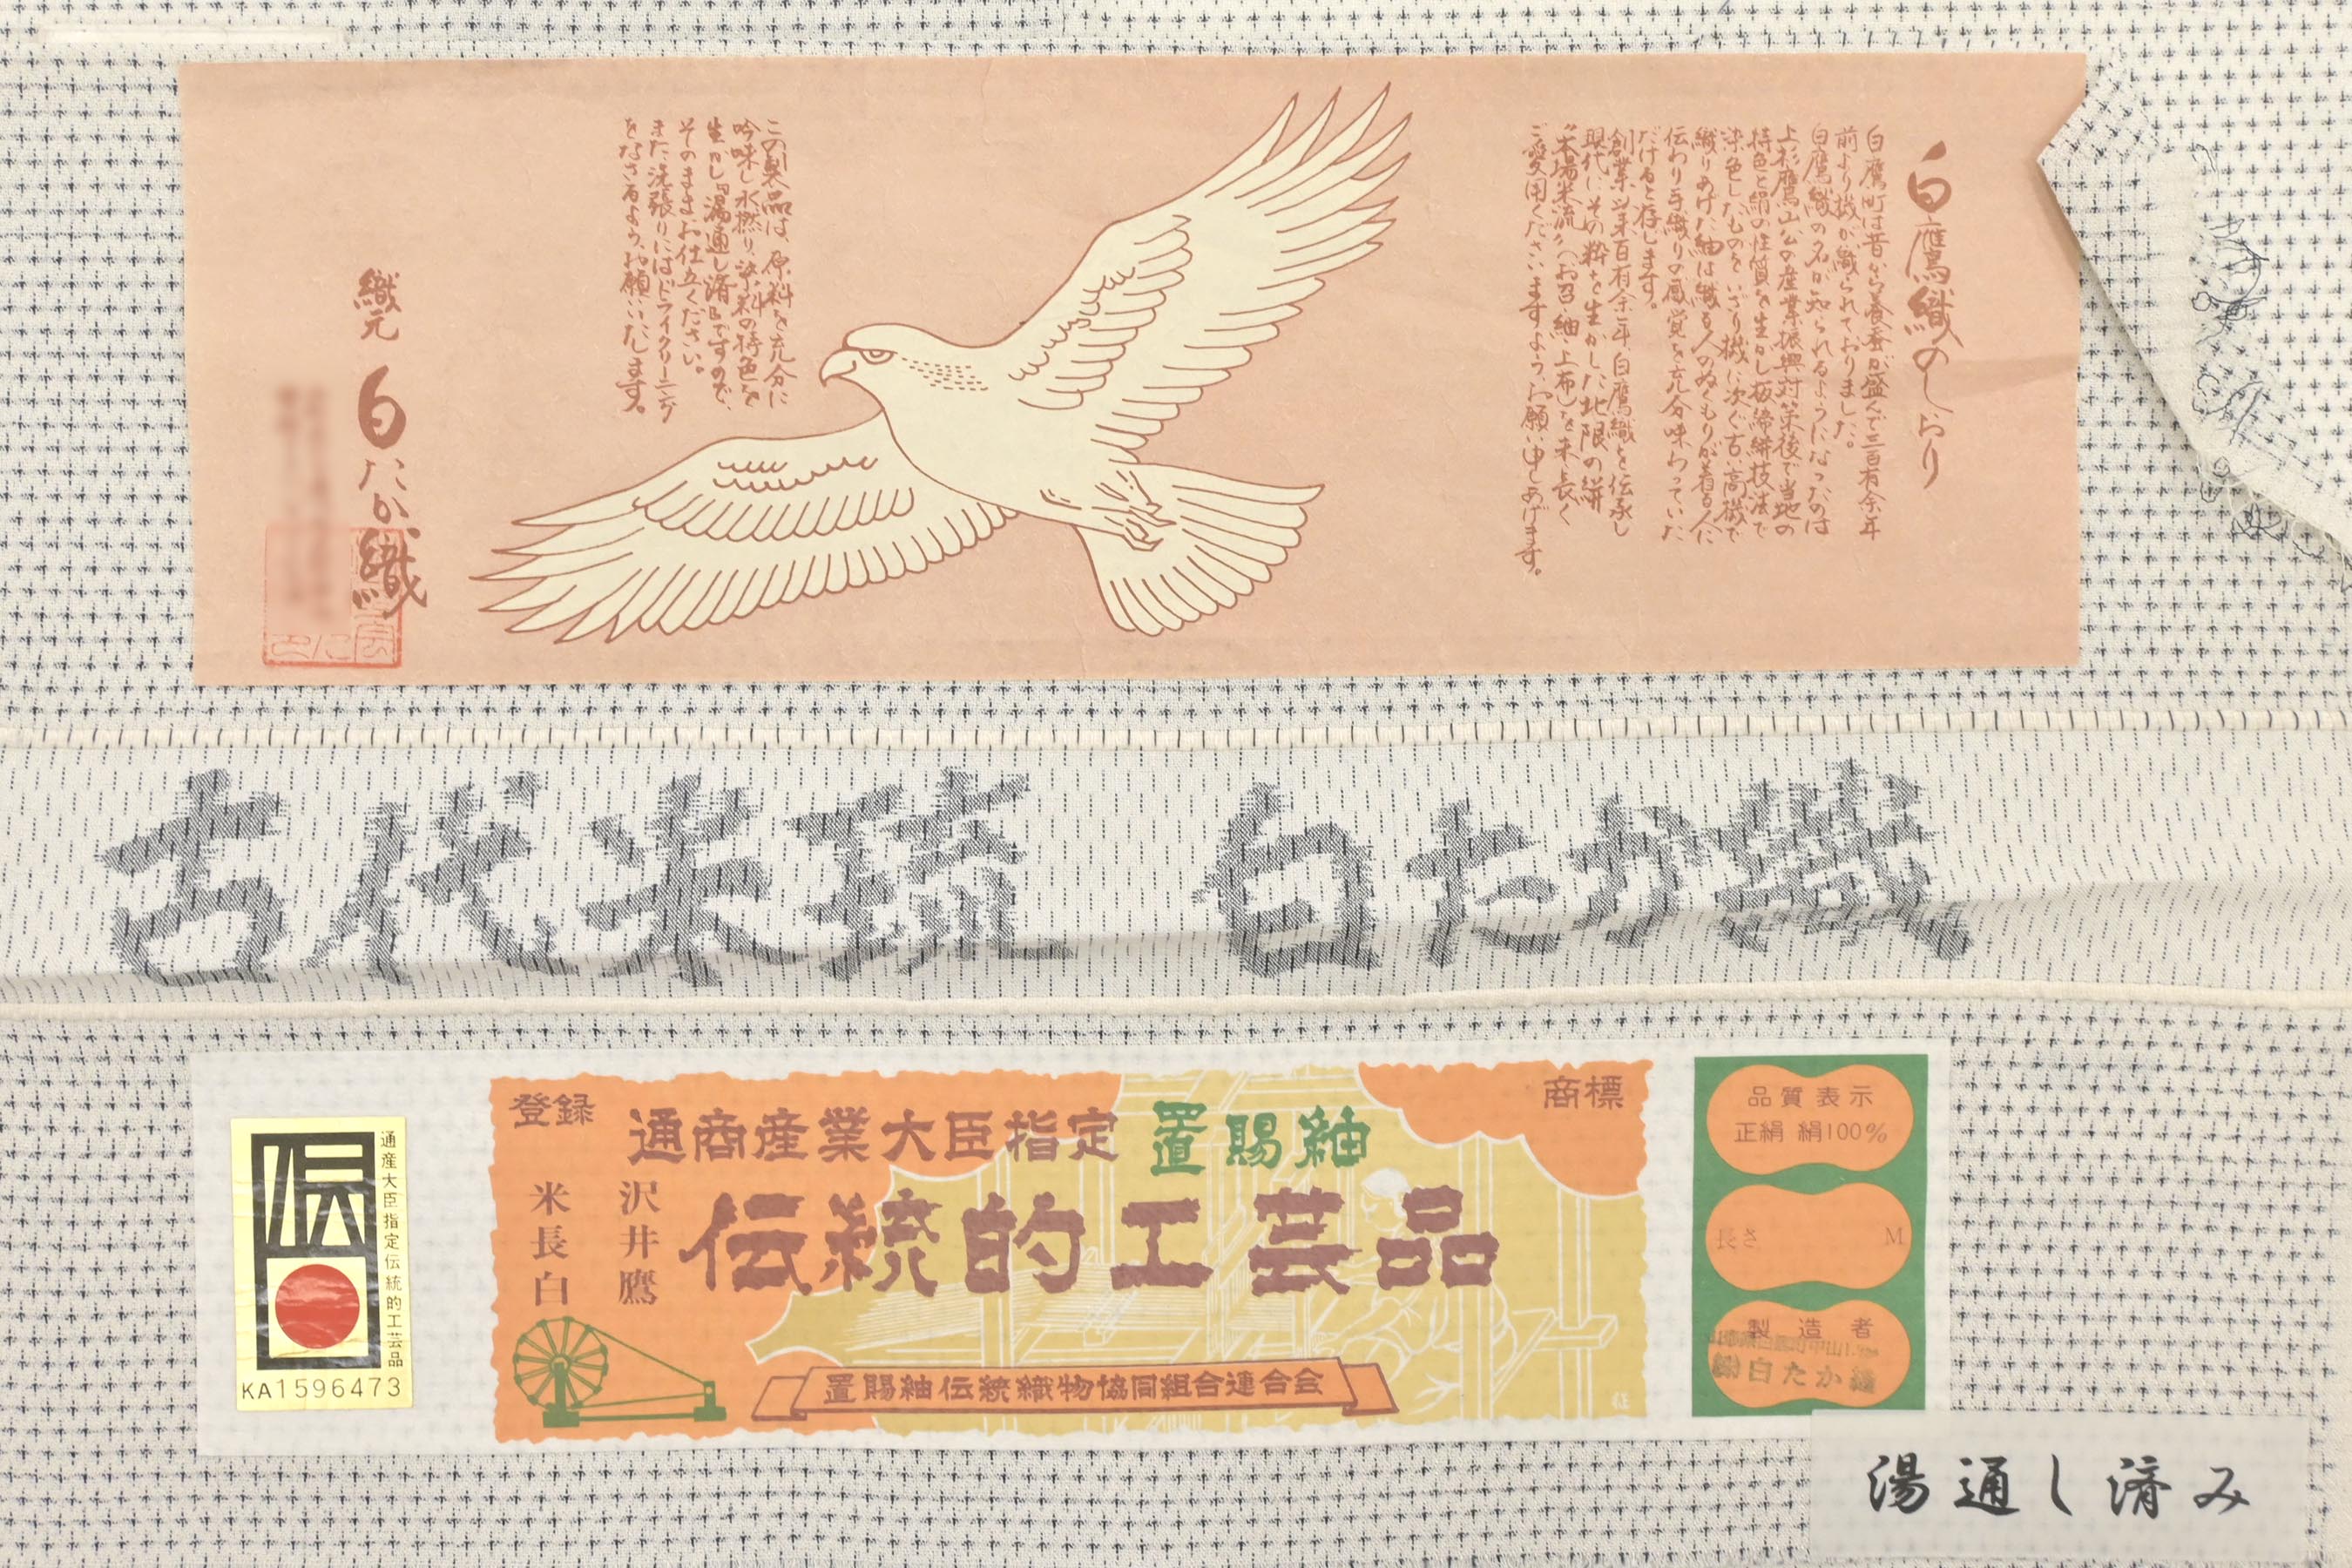 白鷹織のしおり
白鷹町は昔から養蚕が盛んで三百有余年
前より機が織られておりました。
白鷹織の名が知られるようになったのは
上杉鷹山公の産業振興対策後で当地の
特色と絹の性質を生かし板締絣技法で
染色したものをいざり機に次ぐ古い高機で
織りあげた紬は織る人のぬくもりが着る人に
伝わり手織りの感覚を充分味わっていた
だけると存じます。
創業以来百有余年白鷹織を伝承し
現代にその粋を生かした北限の絣
〝本場米流〟(お召・紬・上布)を末長く
ご愛用くださいますようお願い申しあげます。
この製品は、原料を充分に
吟味し水撚り、染料の特色を
生かし『湯通し済』ですので、
そのままお仕立ください。
また洗張りにはドライクリーニング
をなさるよう、お願いいたします。
織元 白たか織
古代米琉 白たか織
通産大臣指定伝統的工芸品
伝
KA1596473
登録
商標
通商産業大臣指定 置賜紬
伝統的工芸品
米沢
長井
白鷹
置賜紬伝統織物協同組合連合会
品質表示
正絹 絹100%
長さ M
製造者
㈱白たか織
湯通し済み